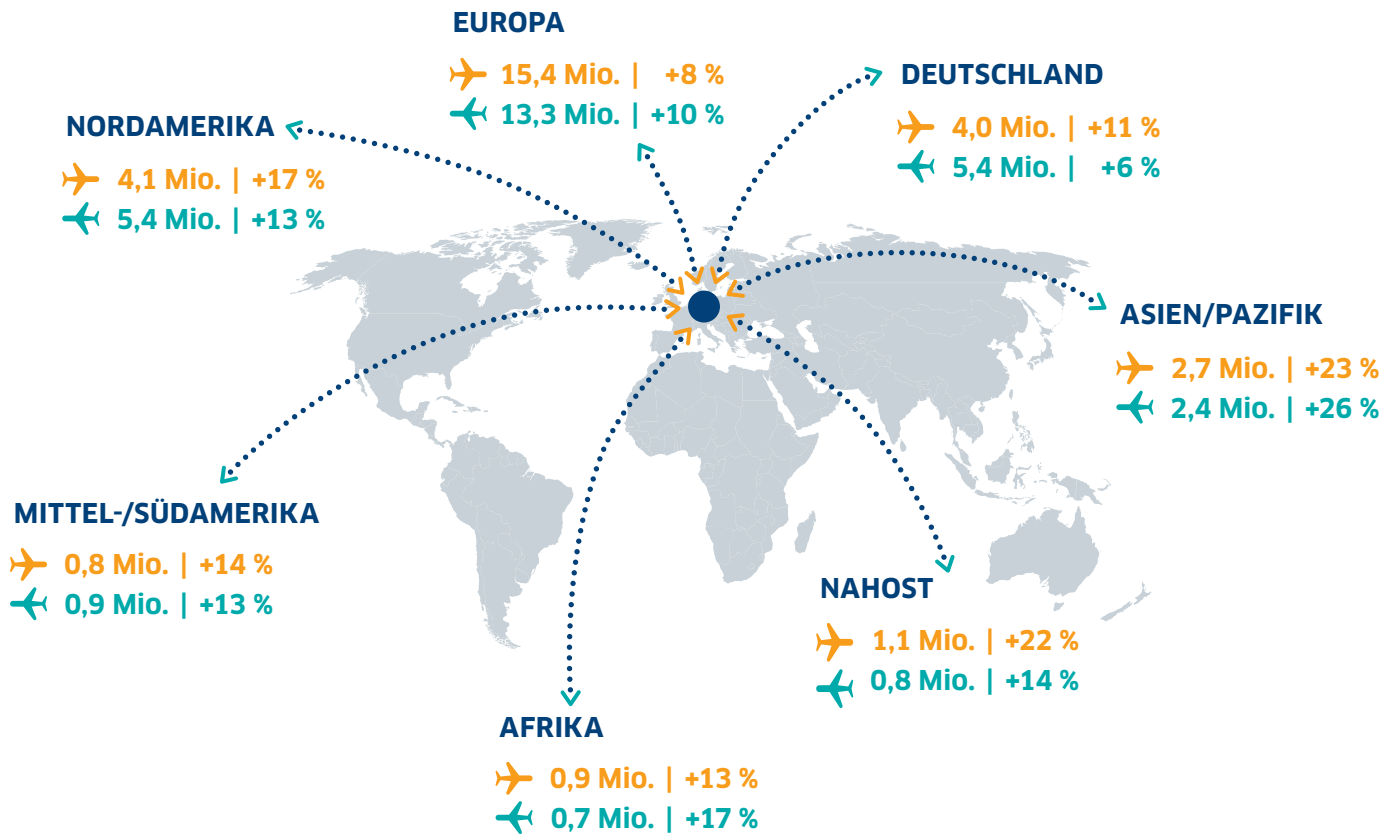 EUROPA
15,4 Mio. | +8 %
13,3 Mio. | +10 %
DEUTSCHLAND
4,0 Mio. | +11 %
5,4 Mio. | +6 %
NORDAMERIKA
4,1 Mio. | +17 %
5,4 Mio. | +13 %
ASIEN/PAZIFIK
2,7 Mio. | +23 %
2,4 Mio. | +26 %
MITTEL-/SÜDAMERIKA
0,8 Mio. | +14 %
0,9 Mio. | +13 %
NAHOST
1,1 Mio. | +22 %
0,8 Mio. | +14 %
AFRIKA
0,9 Mio. | +13 %
0,7 Mio. | +17 %